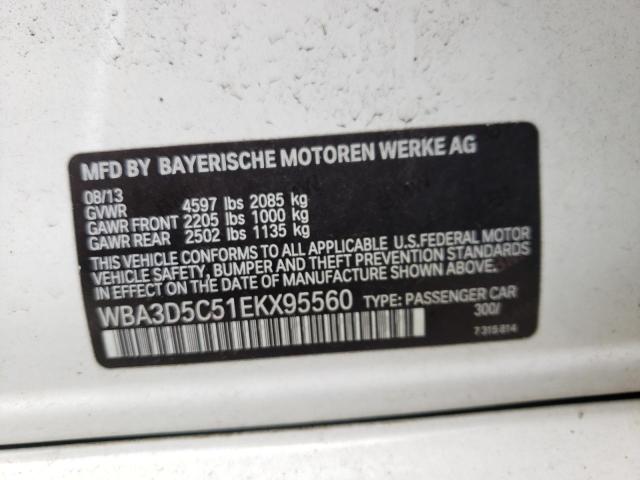 MFD BY BAYERISCHE MOTOREN WERKE AG
08/13
GVWR 4597 lbs 2085 kg
GAWR FRONT 2205 lbs 1000 kg
GAWR REAR 2502 lbs 1135 kg
THIS VEHICLE CONFORMS TO ALL APPLICABLE U.S.FEDERAL MOTOR
VEHICLE SAFETY, BUMPER AND THEFT PREVENTION STANDARDS
IN EFFECT ON THE DATE OF MANUFACTURE SHOWN ABOVE.
WBA3D5C51EKX95560 TYPE: PASSENGER CAR
300/
7 315 814